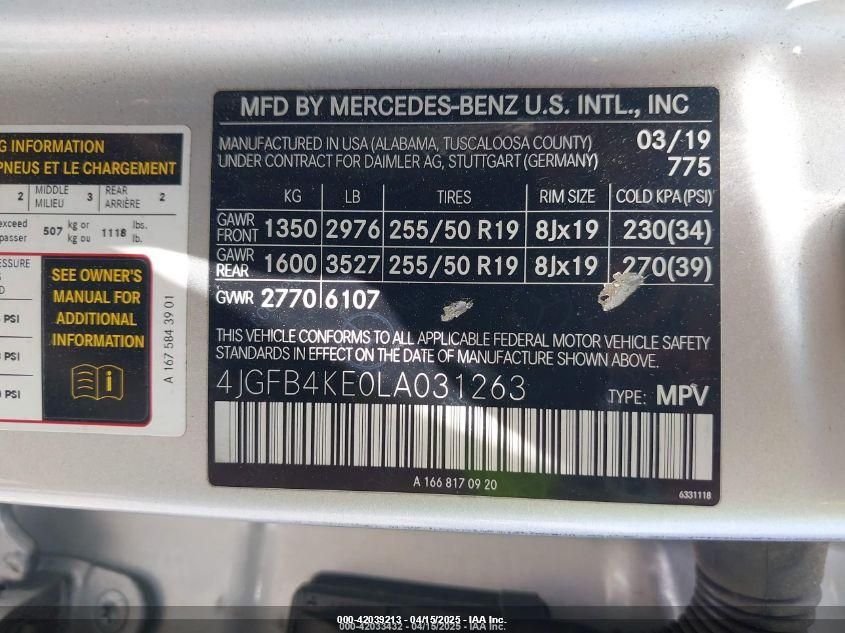 G INFORMATION
PNEUS ET LE CHARGEMENT
2 MIDDLE MILIEU 3 REAR ARRIÈRE 2
exceed 507 kg or kg ou 1118 lbs. lb.
passer
SEE OWNER'S
MANUAL FOR
ADDITIONAL
INFORMATION
i
PSI
PSI
PSI
A 167 584 39 01
MFD BY MERCEDES-BENZ U.S. INTL., INC
MANUFACTURED IN USA (ALABAMA, TUSCALOOSA COUNTY) 03/19
UNDER CONTRACT FOR DAIMLER AG, STUTTGART (GERMANY) 775
KG LB TIRES RIM SIZE COLD KPA (PSI)
GAWR FRONT 1350 2976 255/50 R19 8Jx19 230(34)
GAWR REAR 1600 3527 255/50 R19 8Jx19 270(39)
GVWR 2770 6107
THIS VEHICLE CONFORMS TO ALL APPLICABLE FEDERAL MOTOR VEHICLE SAFETY
STANDARDS IN EFFECT ON THE DATE OF MANUFACTURE SHOWN ABOVE.
4JGFB4KE0LA031263 TYPE: MPV
A 166 817 09 20
6331118
000-42039213 - 04/15/2025 - IAA Inc.
000-42033432 - 04/15/2025 - IAA Inc.